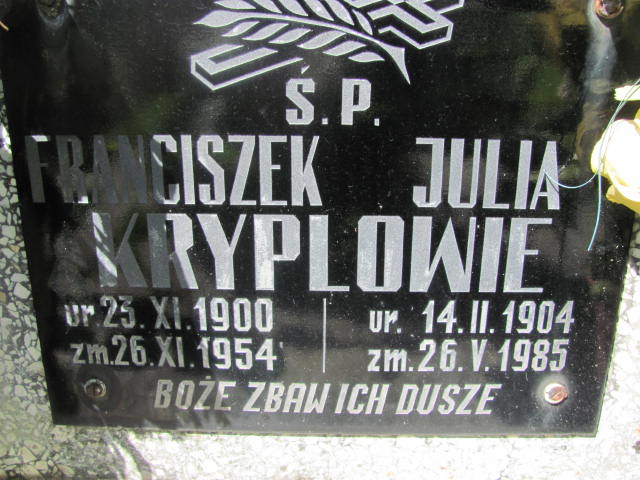 Ś.P.
FRANCISZEK JULIA
KRYPLOWIE
ur. 23. XI. 1900 ur. 14. II. 1904
zm. 26. XI. 1954 zm. 26. V. 1985
BOŻE ZBAW ICH DUSZE